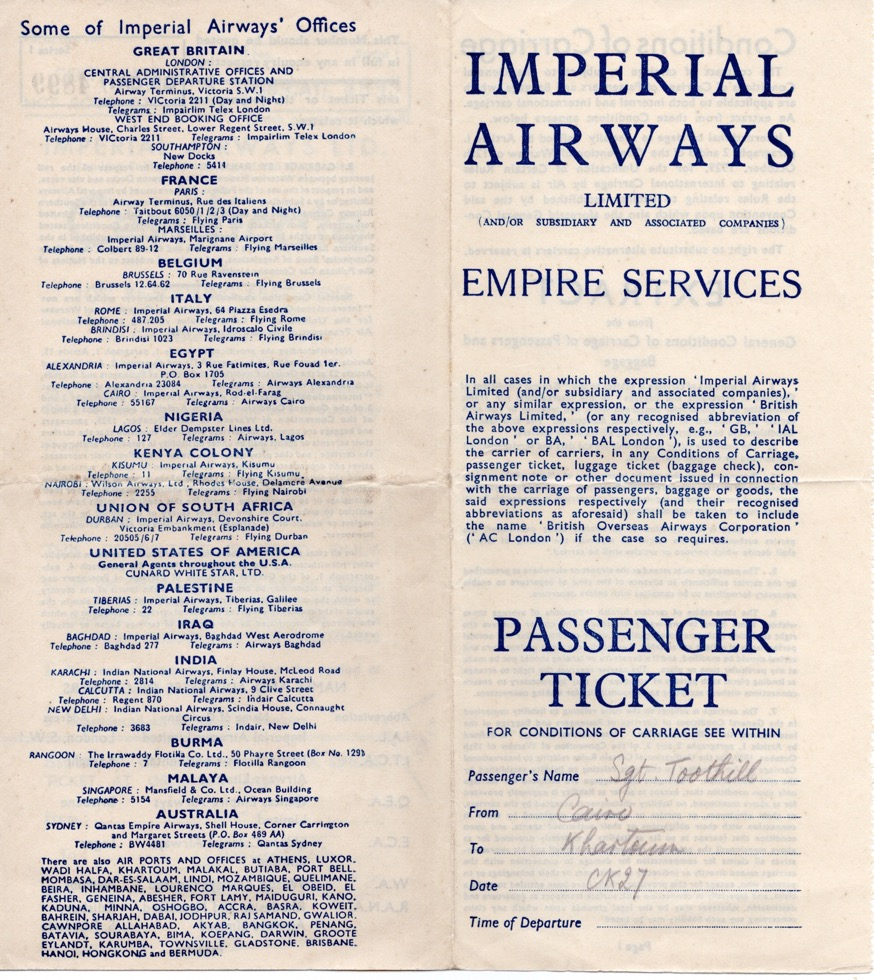 Some of Imperial Airways' Offices
GREAT BRITAIN.
LONDON :
CENTRAL ADMINISTRATIVE OFFICES AND
PASSENGER DEPARTURE STATION
Airway Terminus, Victoria S.W.1
Telephone : VICtoria 2211 (Day and Night)
Telegrams : Impairlim Telex London
WEST END BOOKING OFFICE
Airways House, Charles Street, Lower Regent Street, S.W.1
Telephone : VICtoria 2211 Telegrams : Impairlim Telex London
SOUTHAMPTON :
New Docks
Telephone : 5411
FRANCE
PARIS :
Airway Terminus, Rue des Italiens
Telephone : Taitbout 6050/1/2/3 (Day and Night)
Telegrams : Flying Paris
MARSEILLES :
Imperial Airways, Marignane Airport
Telephone : Colbert 89-12 Telegrams : Flying Marseilles
BELGIUM
BRUSSELS : 70 Rue Ravenstein
Telephone : Brussels 12.64.62 Telegrams : Flying Brussels
ITALY
ROME : Imperial Airways, 64 Piazza Esedra
Telephone : 487.205 Telegrams : Flying Rome
BRINDISI : Imperial Airways, Idroscalo Civile
Telephone : Brindisi 1023 Telegrams : Flying Brindisi
EGYPT
ALEXANDRIA : Imperial Airways, 3 Rue Fatimites, Rue Fouad 1er.
P.O. Box 1705
Telephone : Alexandria 23084 Telegrams : Airways Alexandria
CAIRO : Imperial Airways, Rod-el-Farag
Telephone : 55167 Telegrams : Airways Cairo
NIGERIA
LAGOS : Elder Dempster Lines Ltd.
Telephone : 127 Telegrams : Airways, Lagos
KENYA COLONY
KISUMU : Imperial Airways, Kisumu
Telephone : 11 Telegrams : Flying Kisumu
NAIROBI : Wilson Airways, Ltd., Rhodes House, Delamere Avenue
Telephone : 2255 Telegrams : Flying Nairobi
UNION OF SOUTH AFRICA
DURBAN : Imperial Airways, Devonshire Court,
Victoria Embankment (Esplanade)
Telephone : 20505/6/7 Telegrams : Flying Durban
UNITED STATES OF AMERICA
General Agents throughout the U.S.A.
CUNARD WHITE STAR, LTD.
PALESTINE
TIBERIAS : Imperial Airways, Tiberias, Galilee
Telephone : 22 Telegrams : Flying Tiberias
IRAQ
BAGHDAD : Imperial Airways, Baghdad West Aerodrome
Telephone : Baghdad 277 Telegrams : Airways Baghdad
INDIA
KARACHI : Indian National Airways, Finlay House, McLeod Road
Telephone : 2814 Telegrams : Airways Karachi
CALCUTTA : Indian National Airways, 9 Clive Street
Telephone : Regent 870 Telegrams : Indair Calcutta
NEW DELHI : Indian National Airways, Scindia House, Connaught
Circus
Telephone : 3683 Telegrams : Indair, New Delhi
BURMA
RANGOON : The Irrawaddy Flotilla Co. Ltd., 50 Phayre Street (Box No. 129)
Telephone : 7 Telegrams : Flotilla Rangoon
MALAYA
SINGAPORE : Mansfield & Co. Ltd., Ocean Building
Telephone : 5154 Telegrams : Airways Singapore
AUSTRALIA
SYDNEY : Qantas Empire Airways, Shell House, Corner Carrington
and Margaret Streets (P.O. Box 489 AA)
Telephone : BW4481 Telegrams : Qantas Sydney
There are also AIR PORTS and OFFICES at ATHENS, LUXOR,
WADI HALFA, KHARTOUM, MALAKAL, BUTIABA, PORT BELL,
MOMBASA, DAR-ES-SALAAM, LINDI, MOZAMBIQUE, QUELIMANE,
BEIRA, INHAMBANE, LOURENCO MARQUES, EL OBEID, EL
FASHER, GENEINA, ABESHER, FORT LAMY, MAIDUGURI, KANO,
KADUNA, MINNA, OSHOGBO, ACCRA, BASRA, KOWEIT,
BAHREIN, SHARJAH, DABAI, JODHPUR, RAJ SAMAND, GWALIOR,
CAWNPORE ALLAHABAD, AKYAB, BANGKOK, PENANG,
BATAVIA, SOURABAYA, BIMA, KOEPANG, DARWIN, GROOTE
EYLANDT, KARUMBA, TOWNSVILLE, GLADSTONE, BRISBANE,
HANOI, HONGKONG and BERMUDA.
IMPERIAL
AIRWAYS
LIMITED
(AND/OR SUBSIDIARY AND ASSOCIATED COMPANIES)
EMPIRE SERVICES
In all cases in which the expression 'Imperial Airways
Limited (and/or subsidiary and associated companies),'
or any similar expression, or the expression 'British
Airways Limited,' (or any recognised abbreviation of
the above expressions respectively, e.g., 'GB,' 'IAL
London' or BA,' 'BAL London'), is used to describe
the carrier of carriers, in any Conditions of Carriage,
passenger ticket, luggage ticket (baggage check), con-
signment note or other document issued in connection
with the carriage of passengers, baggage or goods, the
said expressions respectively (and their recognised
abbreviations as aforesaid) shall be taken to include
the name 'British Overseas Airways Corporation'
('AC London') if the case so requires.
PASSENGER
TICKET
FOR CONDITIONS OF CARRIAGE SEE WITHIN
Passenger's Name Sgt. Toothill
From Cairo
To Khartoum
Date CK27
Time of Departure